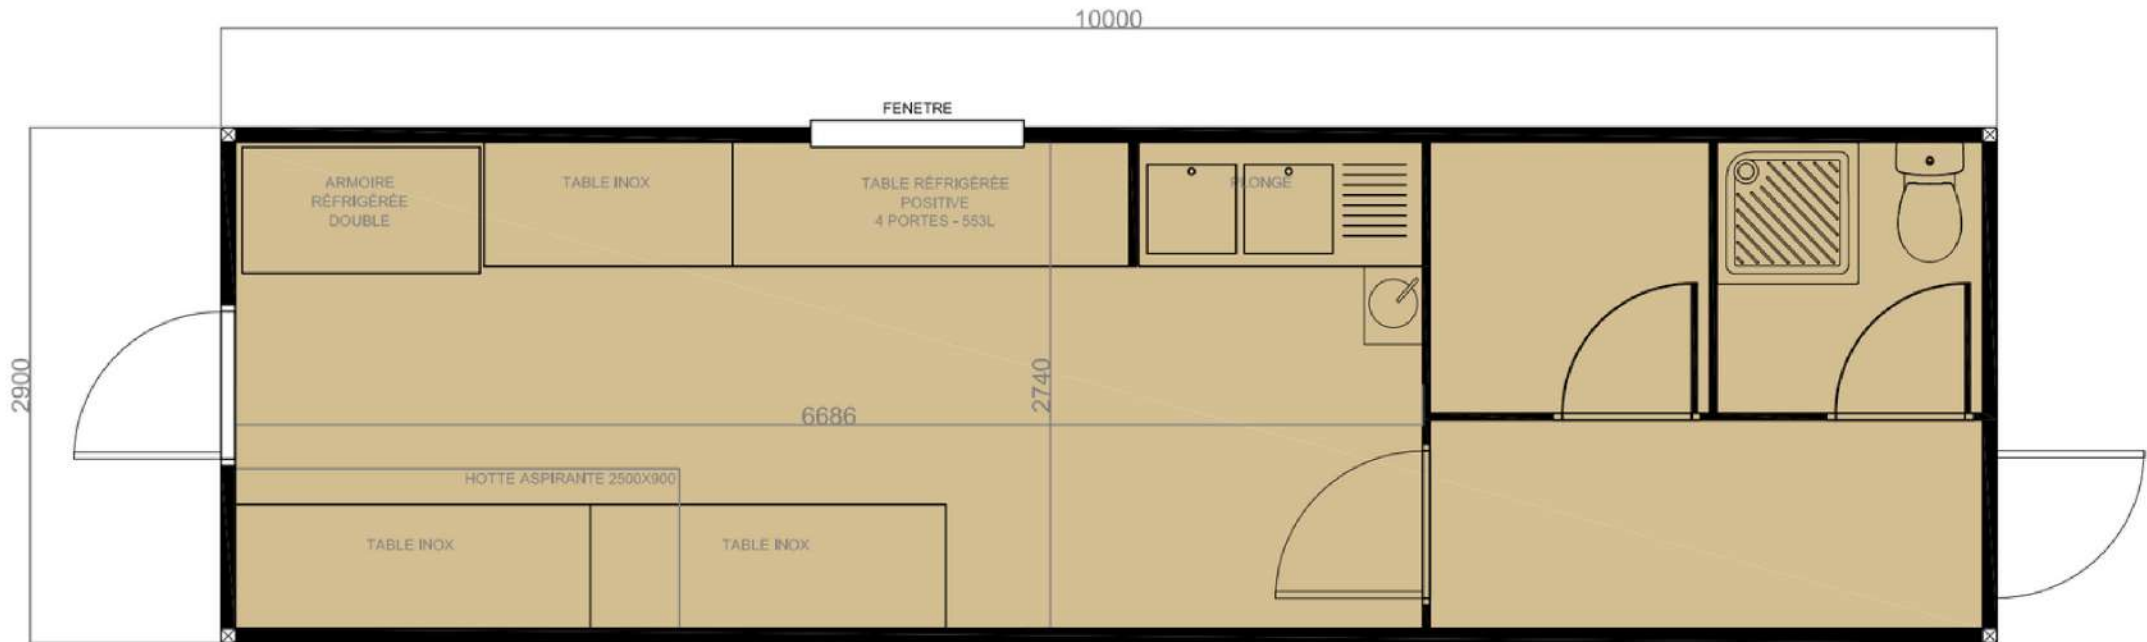 10000
FENETRE
ARMOIRE
RÉFRIGÉRÉE
DOUBLE
TABLE INOX
TABLE RÉFRIGÉRÉE
POSITIVE
4 PORTES - 553L
PLONGE
2900
2740
6686
HOTTE ASPIRANTE 2500X900
TABLE INOX
TABLE INOX